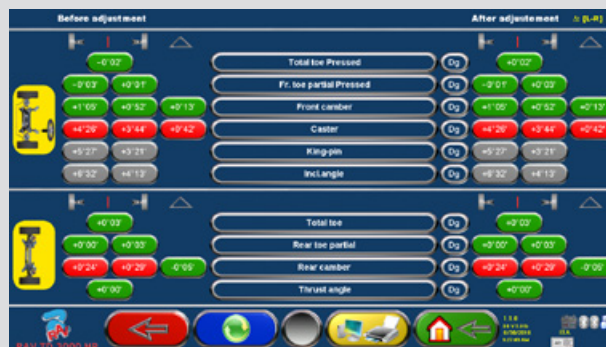 Before adjustment After adjustement Δ [L-R]
-0°02' Total toe Pressed Dg +0°02'
-0°03' +0°01' Fr. toe partial Pressed Dg -0°01' +0°03'
+1°05' +0°52' +0°13' Front camber Dg +1°05' +0°52' +0°13'
+4°26' +3°44' +0°42' Caster Dg +4°26' +3°44' +0°42'
+5°27' +3°21' King-pin Dg +5°27' +3°21'
+6°32' +4°13' Incl.angle Dg +6°32' +4°13'
+0°03' Total toe Dg +0°03'
+0°00' +0°03' Rear toe partial Dg +0°00' +0°03'
+0°24' +0°29' -0°05' Rear camber Dg +0°24' +0°29' -0°05'
+0°00' Thrust angle Dg +0°00'
ITA